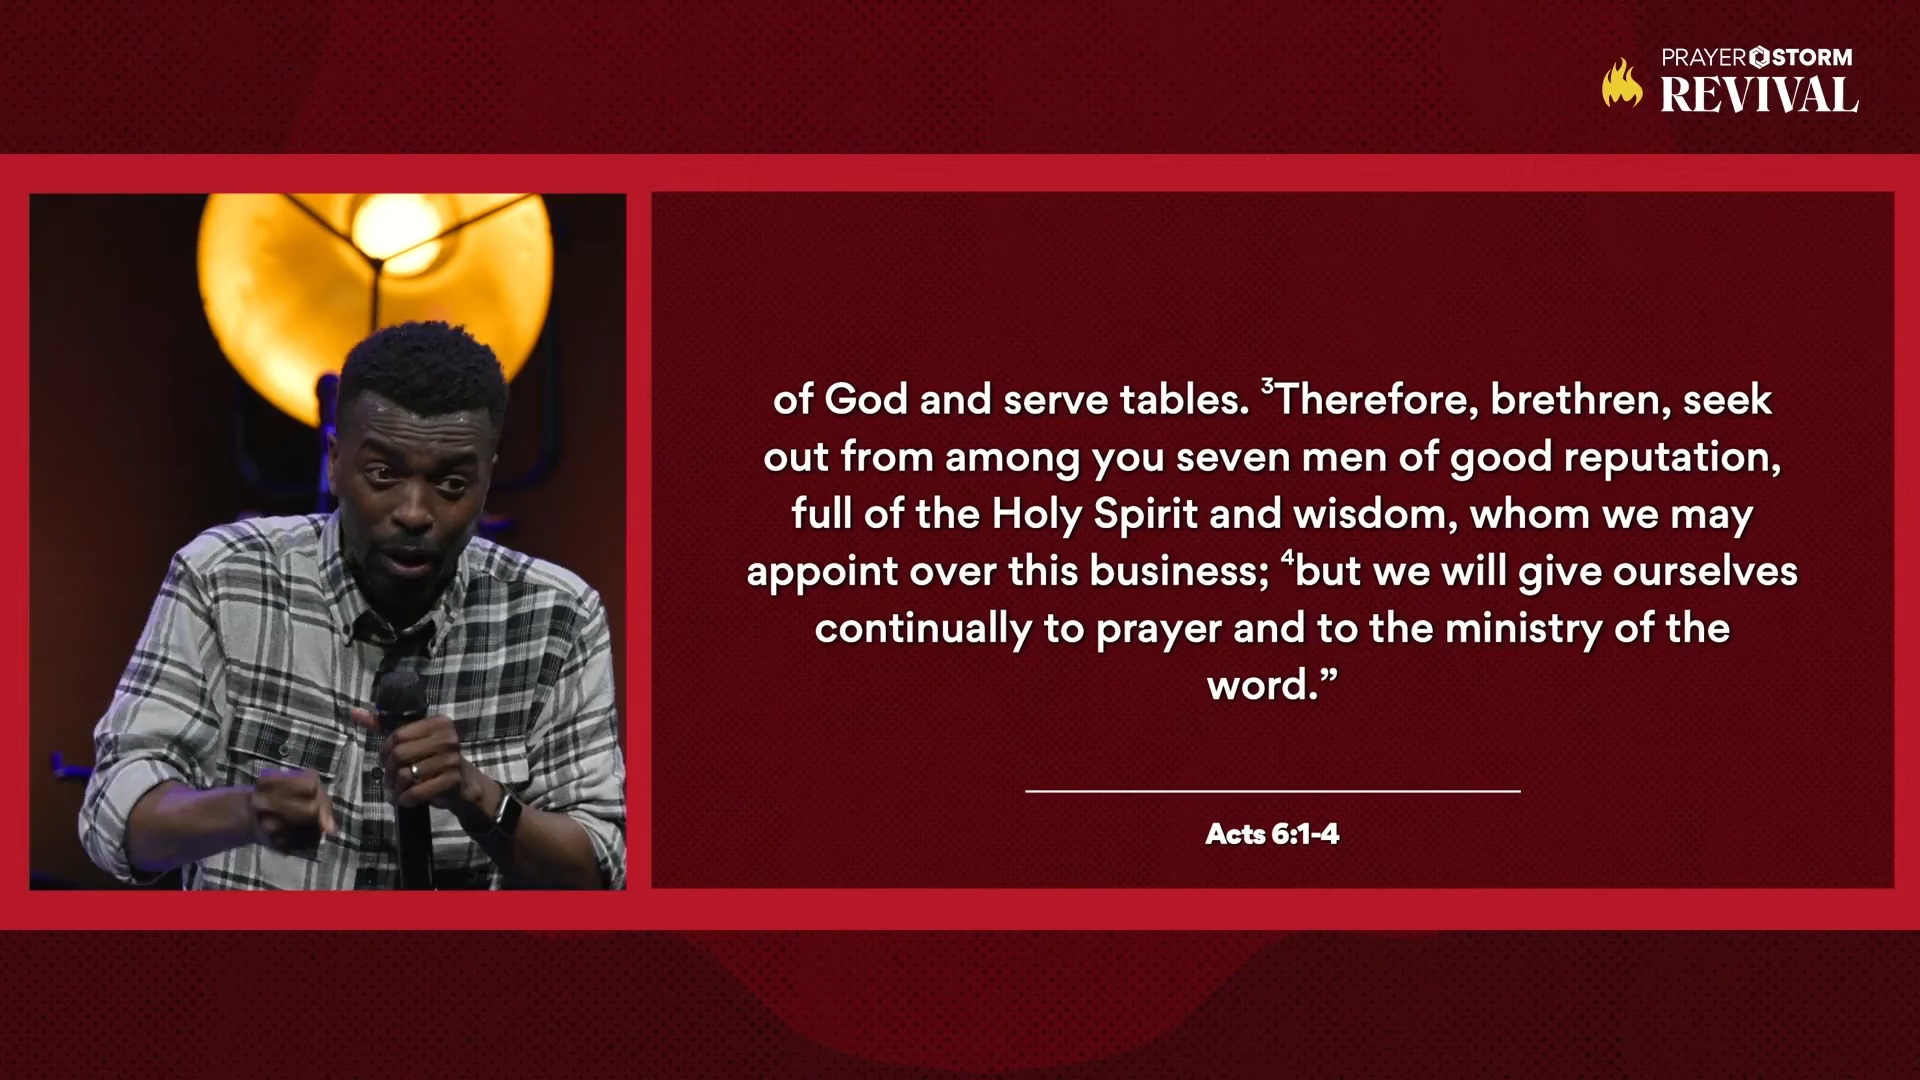 PRAYER STORM
REVIVAL
of God and serve tables. ³Therefore, brethren, seek
out from among you seven men of good reputation,
full of the Holy Spirit and wisdom, whom we may
appoint over this business; ⁴but we will give ourselves
continually to prayer and to the ministry of the
word.”
Acts 6:1-4